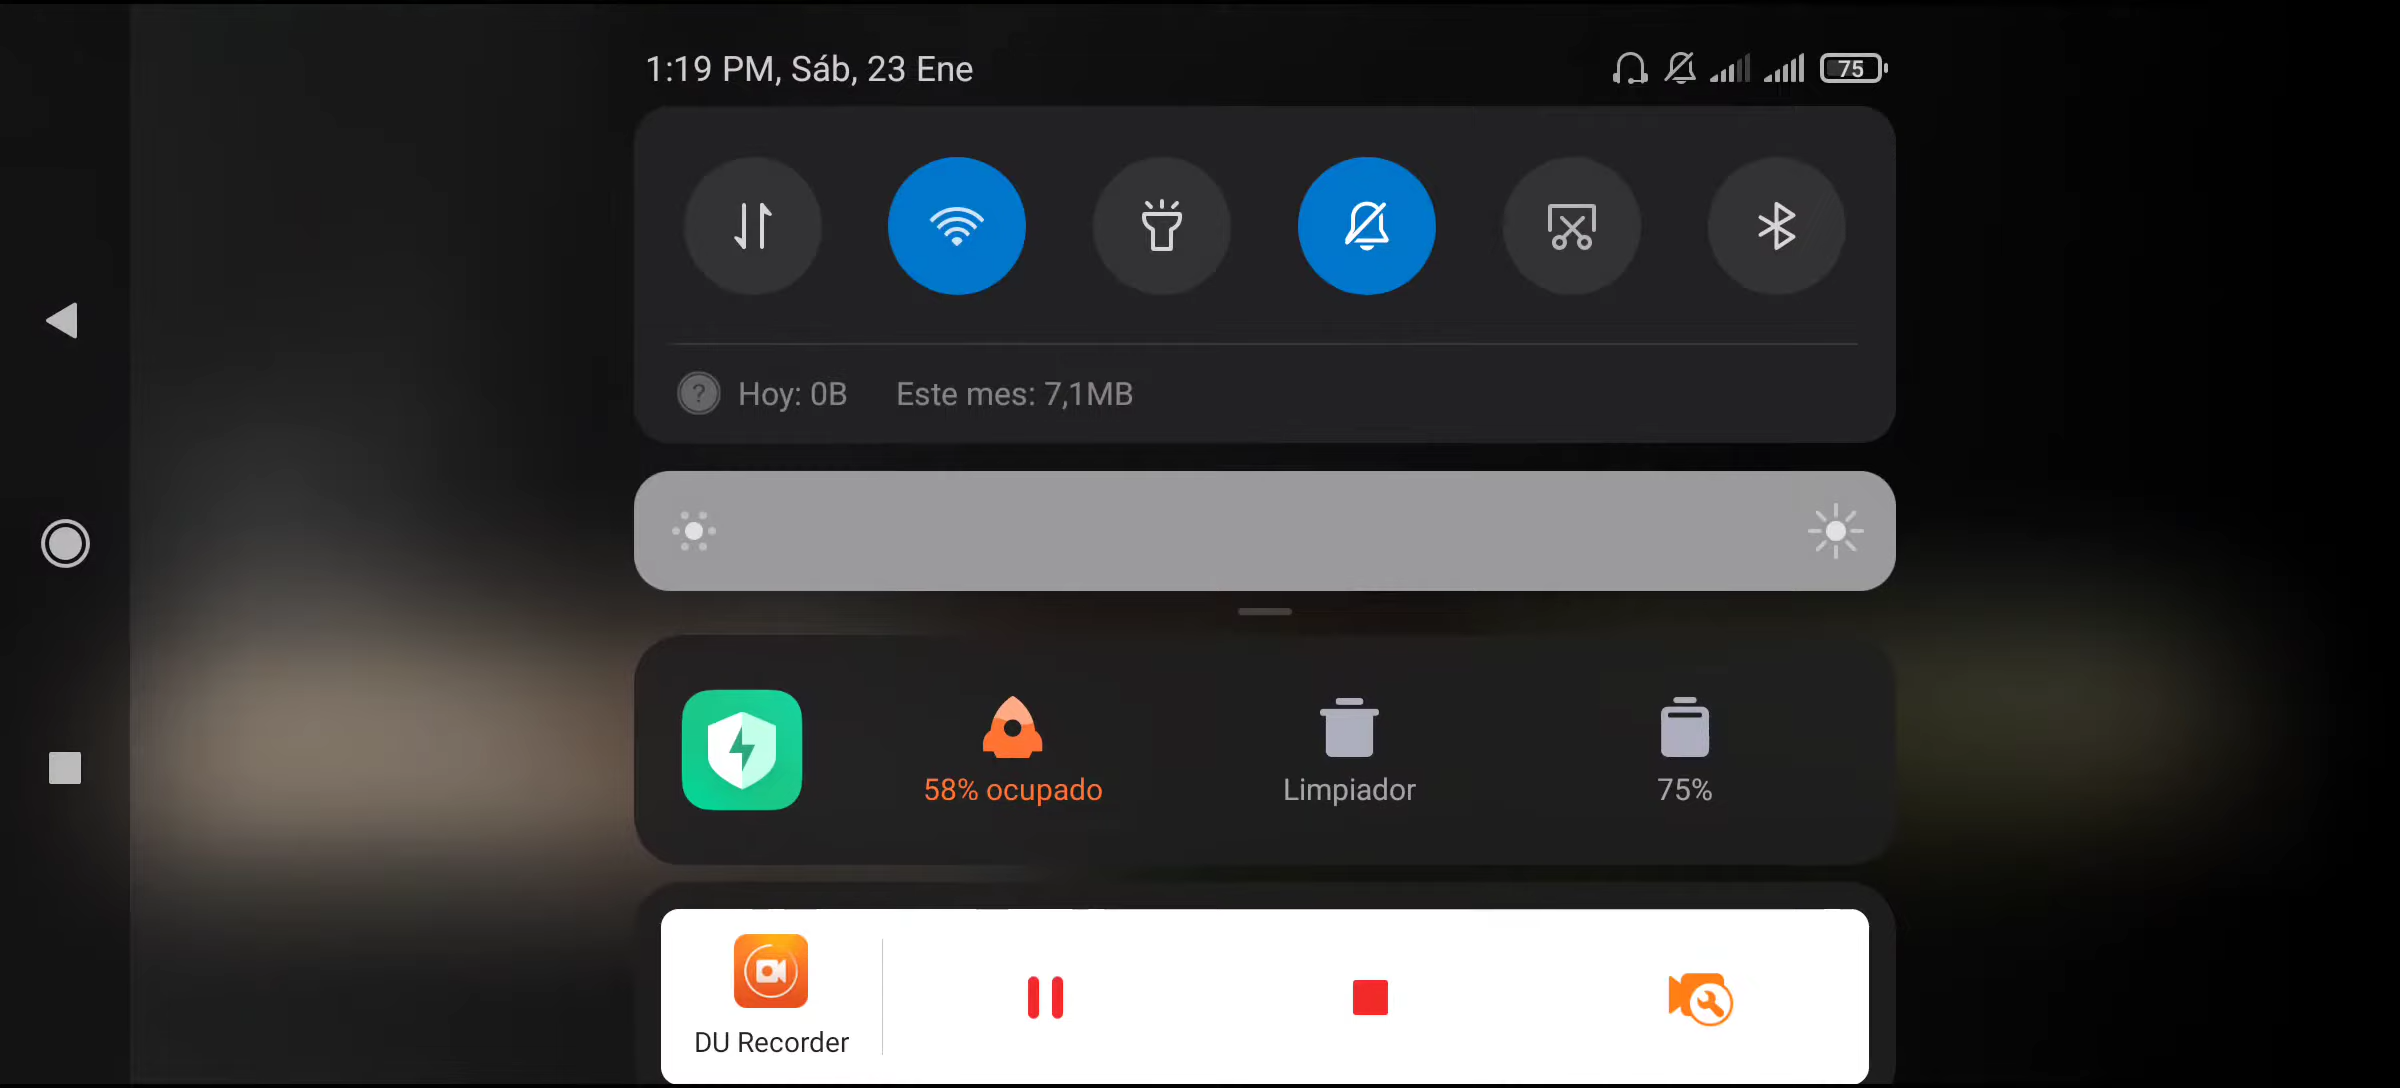 1:19 PM, Sáb, 23 Ene
75
?
Hoy: 0B Este mes: 7,1MB
58% ocupado
Limpiador
75%
DU Recorder